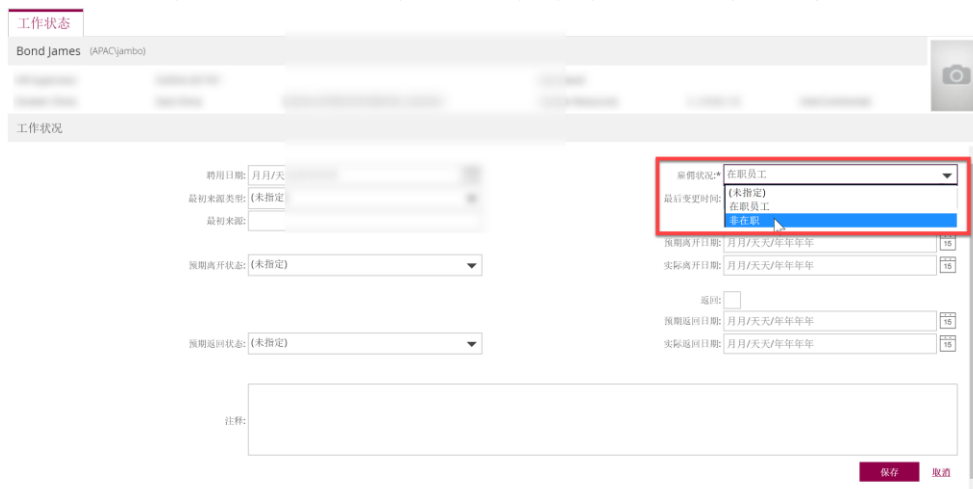 工作状态
Bond James (APAC\jambo)
工作状况
聘用日期: 月月/天
雇佣状况:* 在职员工
(未指定)
在职员工
非在职
最初来源类型: (未指定
最后变更时间:
最初来源:
预期离开日期: 月月/天天/年年年年 15
预期离开状态: (未指定)
实际离开日期: 月月/天天/年年年年 15
返回:
预期返回日期: 月月/天天/年年年年 15
预期返回状态: (未指定)
实际返回日期: 月月/天天/年年年年 15
注释:
保存 取消